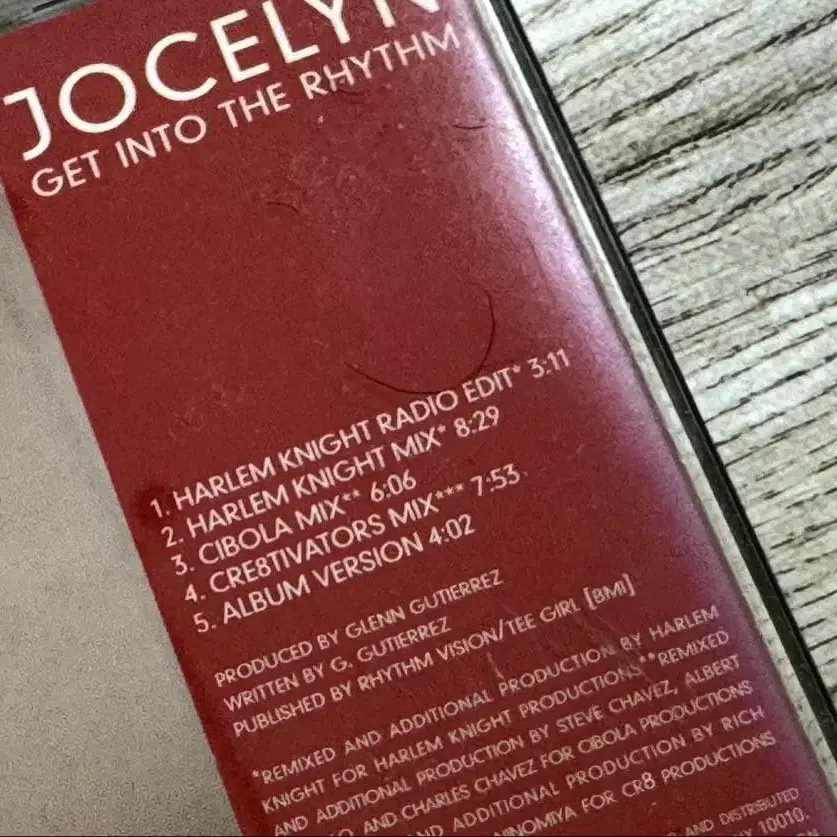 JOCELYN
GET INTO THE RHYTHM
1. HARLEM KNIGHT RADIO EDIT* 3:11
2. HARLEM KNIGHT MIX* 8:29
3. CIBOLA MIX** 6:06
4. CRE8TIVATORS MIX*** 7:53
5. ALBUM VERSION 4:02
PRODUCED BY GLENN GUTIERREZ
WRITTEN BY G. GUTIERREZ
PUBLISHED BY RHYTHM VISION/TEE GIRL [BMI]
*REMIXED AND ADDITIONAL PRODUCTION BY HARLEM
KNIGHT FOR HARLEM KNIGHT PRODUCTIONS **REMIXED
AND ADDITIONAL PRODUCTION BY STEVE CHAVEZ, ALBERT
AND CHARLES CHAVEZ FOR CIBOLA PRODUCTIONS
ADDITIONAL PRODUCTION BY RICH
NINOMIYA FOR CR8 PRODUCTIONS
AND DISTRIBUTED
10010.